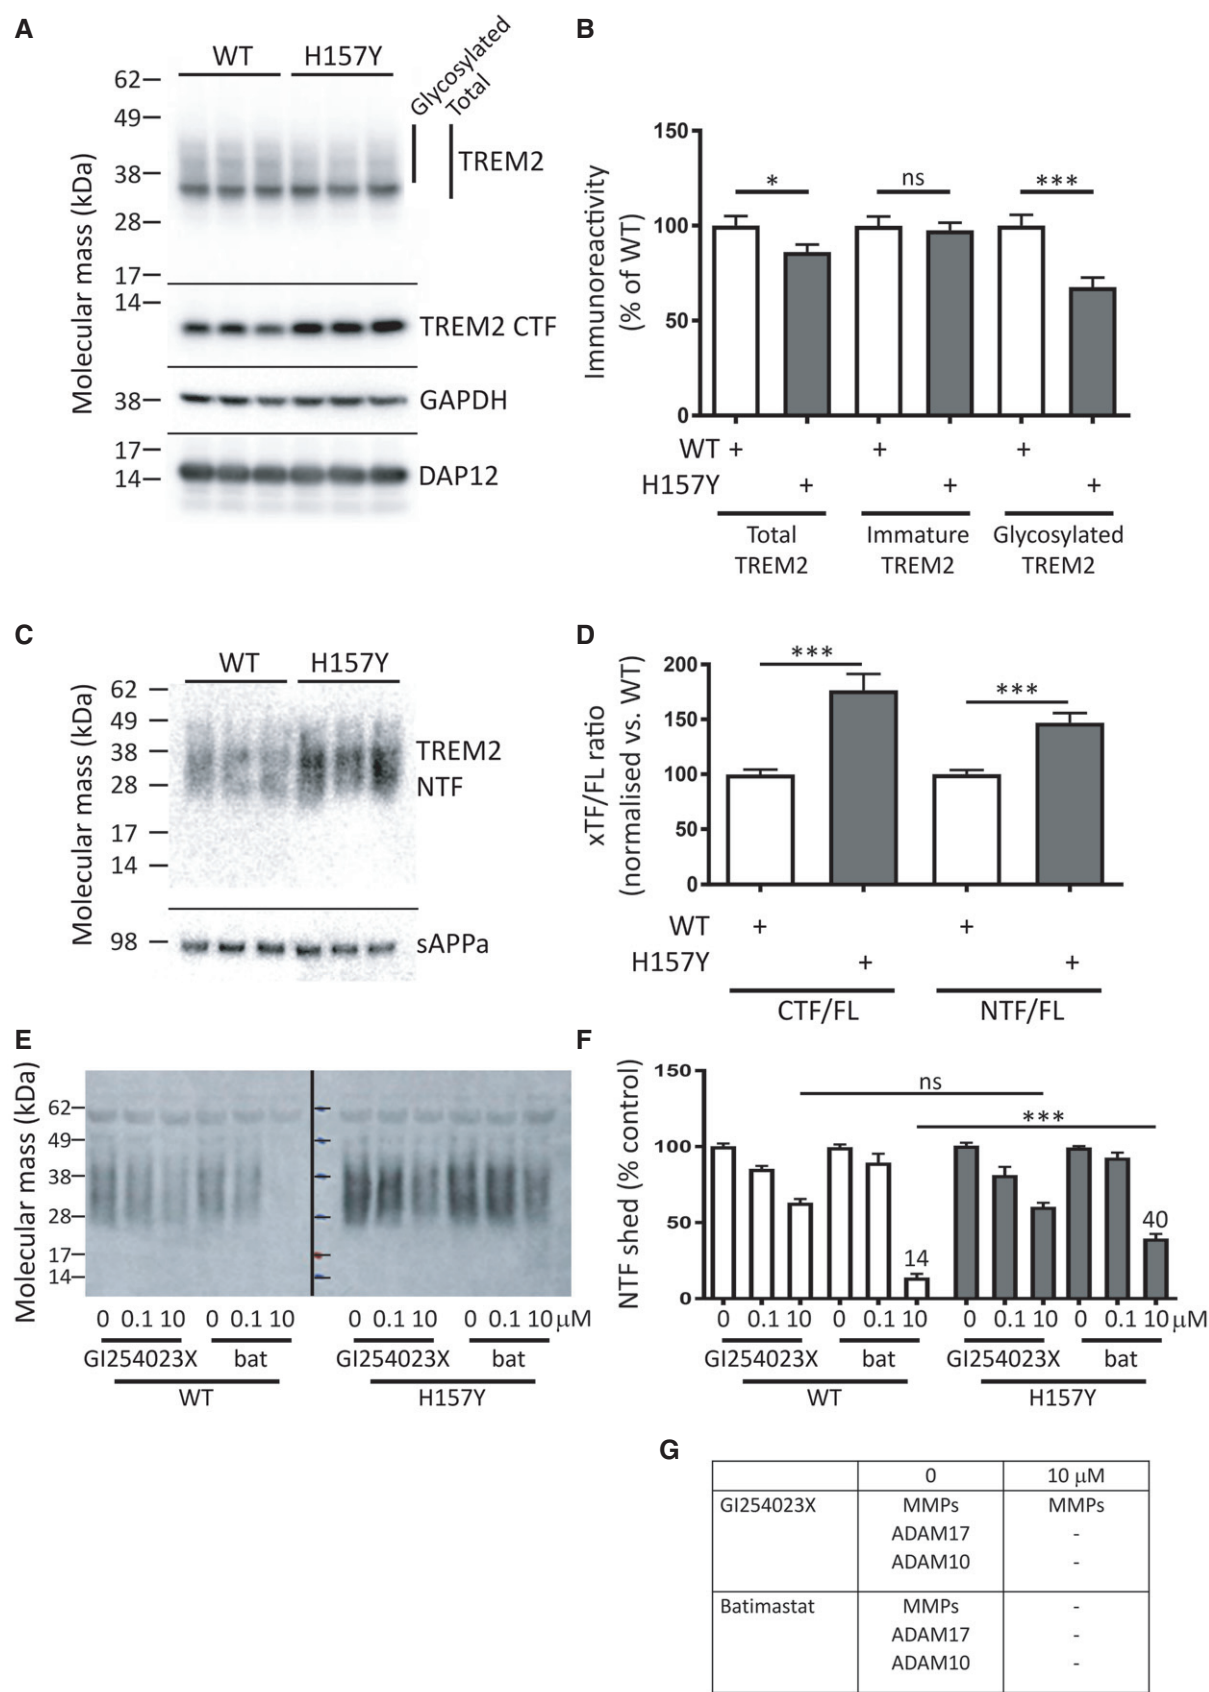 A
WT H157Y
Glycosylated
Total
62
49
38
28
17
14
38
17
14
Molecular mass (kDa)
TREM2
TREM2 CTF
GAPDH
DAP12
B
Immunoreactivity
(% of WT)
150
100
50
0
* ns ***
WT + + +
H157Y + + +
Total Immature Glycosylated
TREM2 TREM2 TREM2
C
WT H157Y
Molecular mass (kDa)
62
49
38
28
17
14
98
TREM2
NTF
sAPPa
D
xTF/FL ratio
(normalised vs. WT)
200
150
100
50
0
*** ***
WT + +
H157Y + +
CTF/FL NTF/FL
E
Molecular mass (kDa)
62
49
38
28
17
14
0 0.1 10 0 0.1 10 0 0.1 10 0 0.1 10 μM
GI254023X bat GI254023X bat
WT H157Y
F
NTF shed (% control)
150
100
50
0
ns
***
14 40
0 0.1 10 0 0.1 10 0 0.1 10 0 0.1 10 μM
GI254023X bat GI254023X bat
WT H157Y
G
0 10 μM
GI254023X MMPs MMPs
ADAM17 -
ADAM10 -
Batimastat MMPs -
ADAM17 -
ADAM10 -